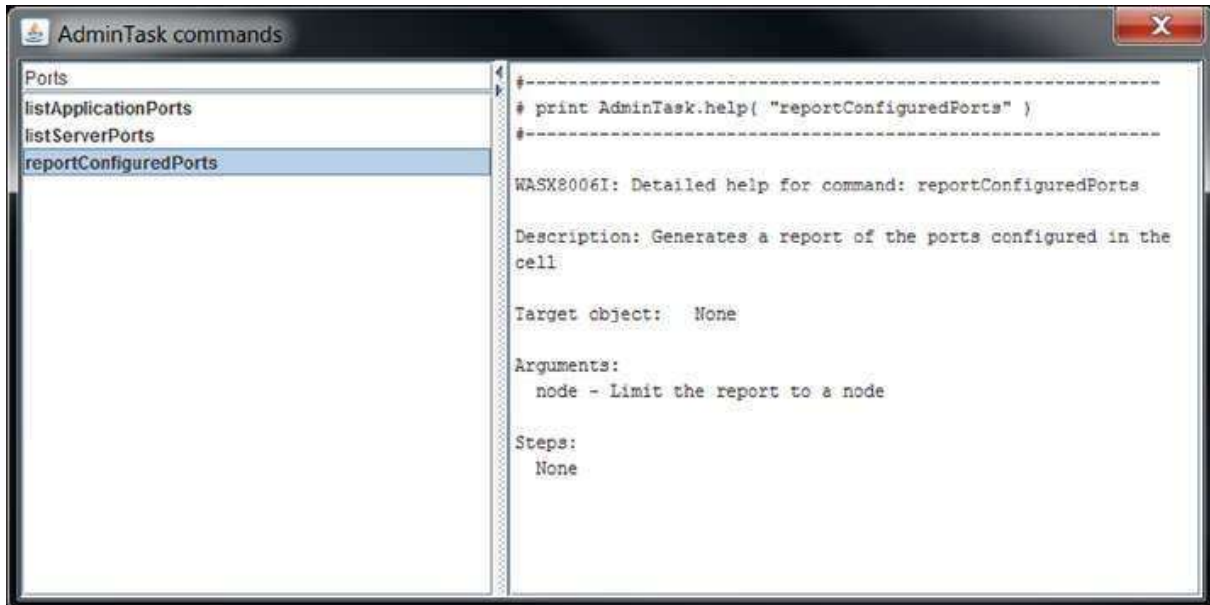 AdminTask commands
Ports
listApplicationPorts
listServerPorts
reportConfiguredPorts
#------------------------------------------------------------
# print AdminTask.help( "reportConfiguredPorts" )
#------------------------------------------------------------
WASX8006I: Detailed help for command: reportConfiguredPorts
Description: Generates a report of the ports configured in the
cell
Target object:   None
Arguments:
  node - Limit the report to a node
Steps:
  None